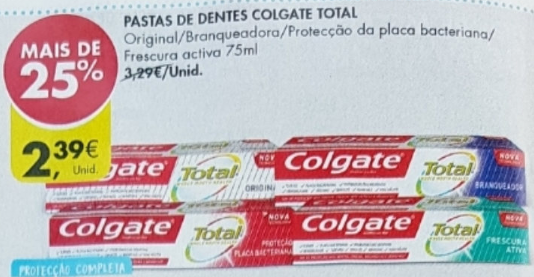 PASTAS DE DENTES COLGATE TOTAL
Original/Branqueadora/Protecção da placa bacteriana/
Frescura activa 75ml
3,29€/Unid.
MAIS DE
25%
2,39€
Unid.
Colgate Total
NOVA
ORIGINAL
Colgate Total
NOVA
BRANQUEADOR
Colgate Total
NOVA
PROTECÇÃO
PLACA BACTERIANA
Colgate Total
NOVA
FRESCURA
ATIVA
PROTECÇÃO COMPLETA